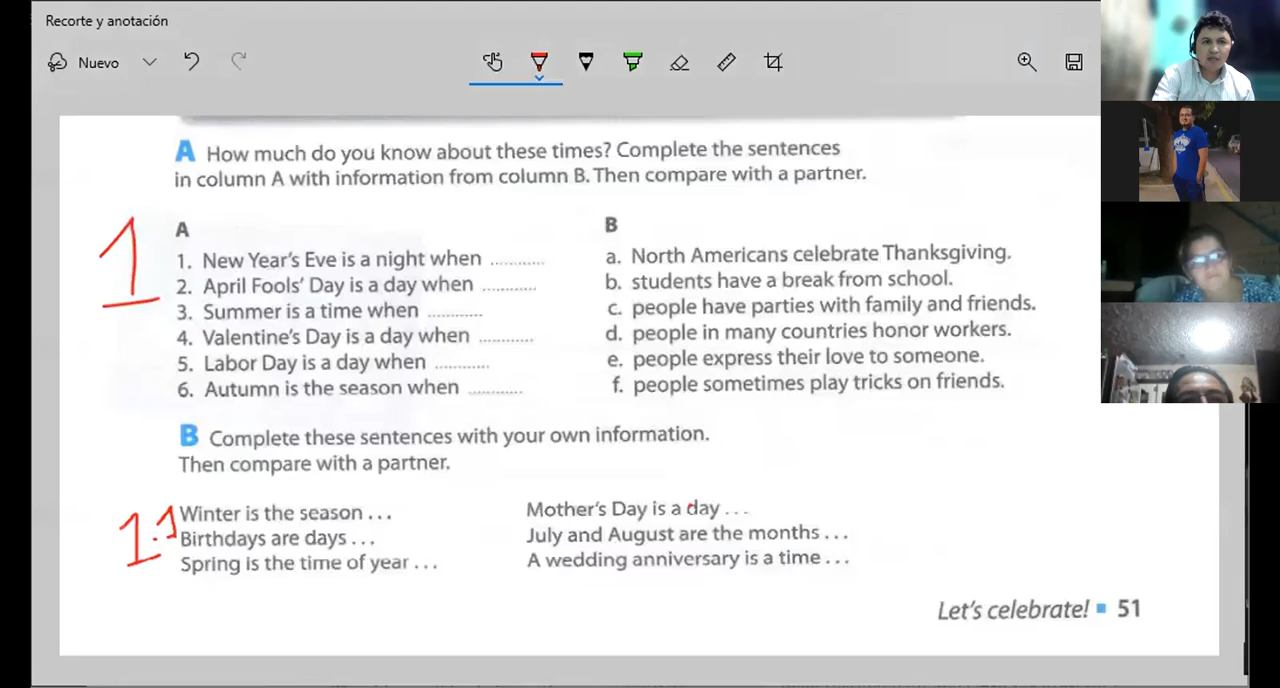 Recorte y anotación
Nuevo
A How much do you know about these times? Complete the sentences
in column A with information from column B. Then compare with a partner.
1
A
1. New Year's Eve is a night when ..........
2. April Fools' Day is a day when ..........
3. Summer is a time when ..........
4. Valentine's Day is a day when ..........
5. Labor Day is a day when ..........
6. Autumn is the season when ..........
B
a. North Americans celebrate Thanksgiving.
b. students have a break from school.
c. people have parties with family and friends.
d. people in many countries honor workers.
e. people express their love to someone.
f. people sometimes play tricks on friends.
B Complete these sentences with your own information.
Then compare with a partner.
1.1
Winter is the season ...
Birthdays are days ...
Spring is the time of year ...
Mother's Day is a day ...
July and August are the months ...
A wedding anniversary is a time ...
Let's celebrate! ▪ 51